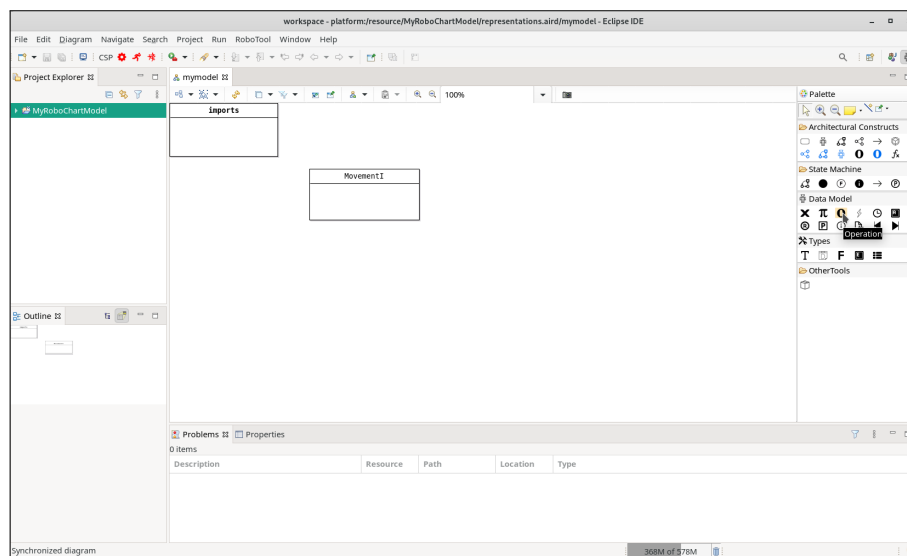 workspace - platform:/resource/MyRoboChartModel/representations.aird/mymodel - Eclipse IDE
File Edit Diagram Navigate Search Project Run RoboTool Window Help
CSP
Project Explorer
mymodel
100%
Palette
MyRoboChartModel
imports
MovementI
Architectural Constructs
State Machine
Data Model
Operation
Types
OtherTools
Outline
Problems Properties
0 items
Description Resource Path Location Type
Synchronized diagram
368M of 578M